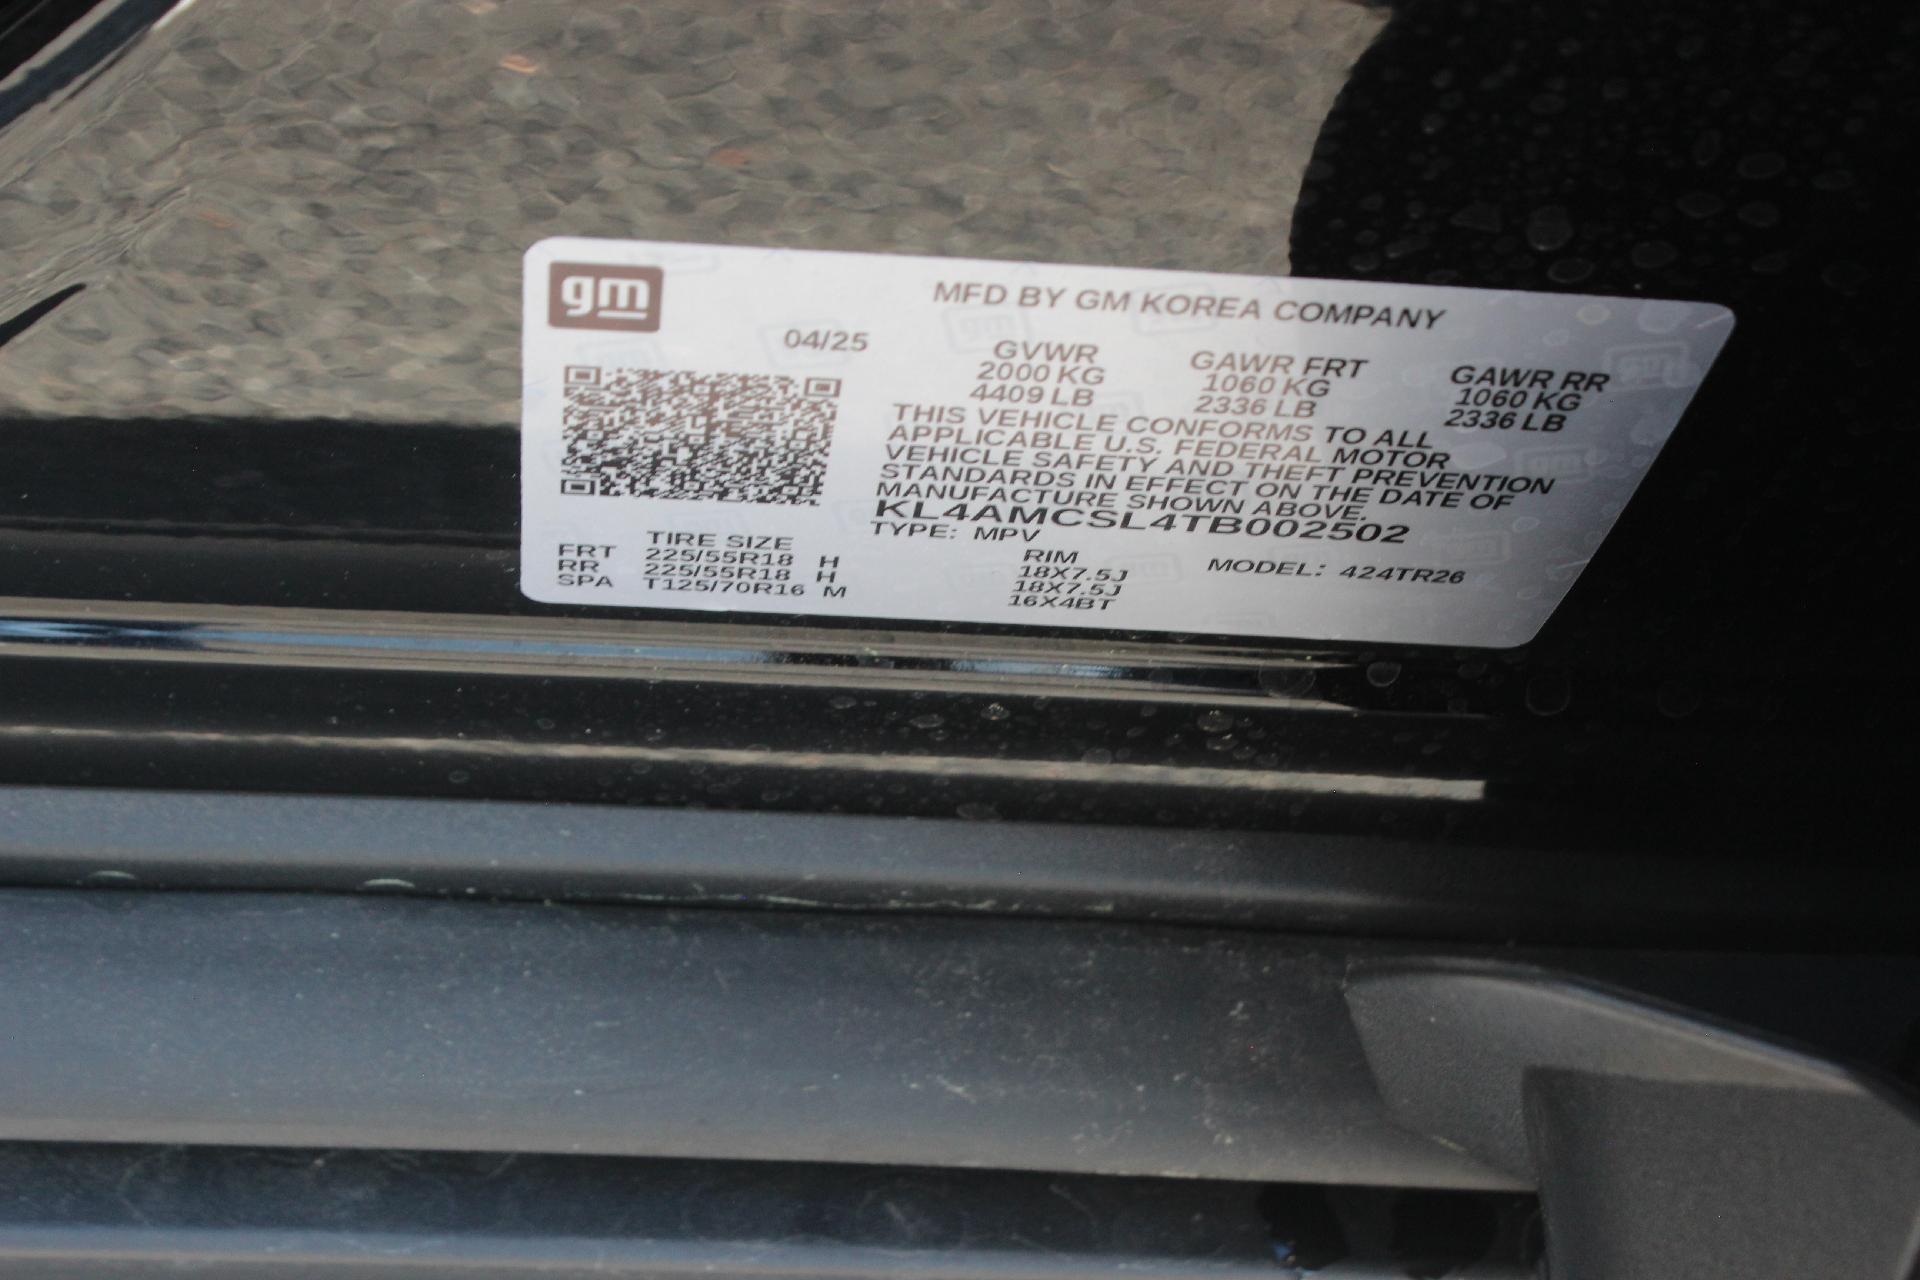 gm
MFD BY GM KOREA COMPANY
04/25
GVWR GAWR FRT GAWR RR
2000 KG 1060 KG 1060 KG
4409 LB 2336 LB 2336 LB
THIS VEHICLE CONFORMS TO ALL
APPLICABLE U.S. FEDERAL MOTOR
VEHICLE SAFETY AND THEFT PREVENTION
STANDARDS IN EFFECT ON THE DATE OF
MANUFACTURE SHOWN ABOVE.
KL4AMCSL4TB002502
TYPE: MPV
TIRE SIZE RIM MODEL: 424TR26
FRT 225/55R18 H 18X7.5J
RR 225/55R18 H 18X7.5J
SPA T125/70R16 M 16X4BT